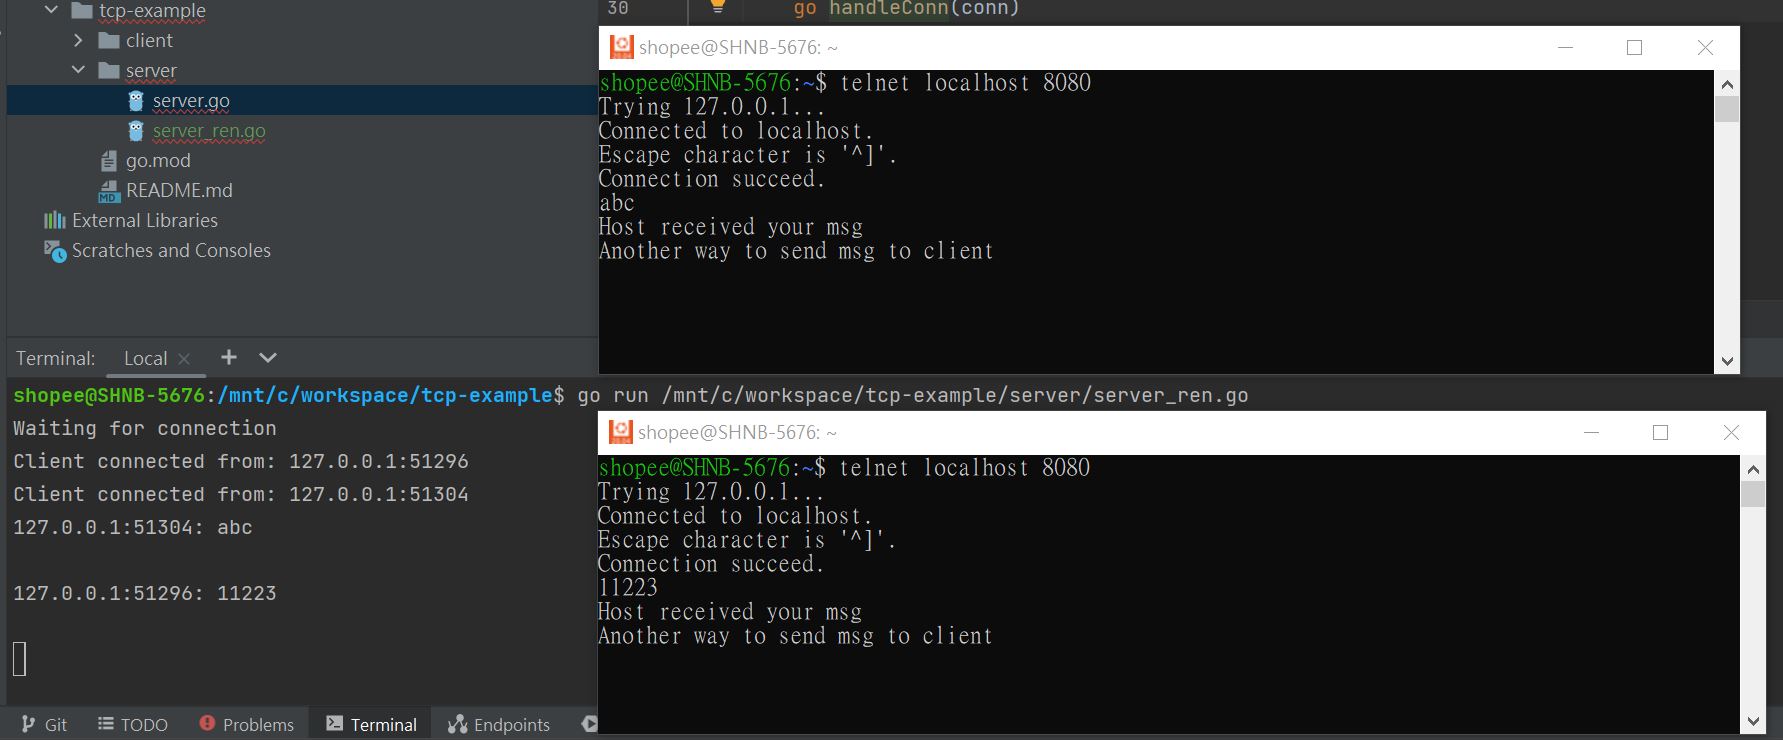 tcp-example
client
server
server.go
server_ren.go
go.mod
README.md
External Libraries
Scratches and Consoles
30 go handleConn(conn)
shopee@SHNB-5676: ~
shopee@SHNB-5676:~$ telnet localhost 8080
Trying 127.0.0.1...
Connected to localhost.
Escape character is '^]'.
Connection succeed.
abc
Host received your msg
Another way to send msg to client
Terminal: Local
shopee@SHNB-5676:/mnt/c/workspace/tcp-example$ go run /mnt/c/workspace/tcp-example/server/server_ren.go
Waiting for connection
Client connected from: 127.0.0.1:51296
Client connected from: 127.0.0.1:51304
127.0.0.1:51304: abc
127.0.0.1:51296: 11223
shopee@SHNB-5676: ~
shopee@SHNB-5676:~$ telnet localhost 8080
Trying 127.0.0.1...
Connected to localhost.
Escape character is '^]'.
Connection succeed.
11223
Host received your msg
Another way to send msg to client
Git TODO Problems Terminal Endpoints